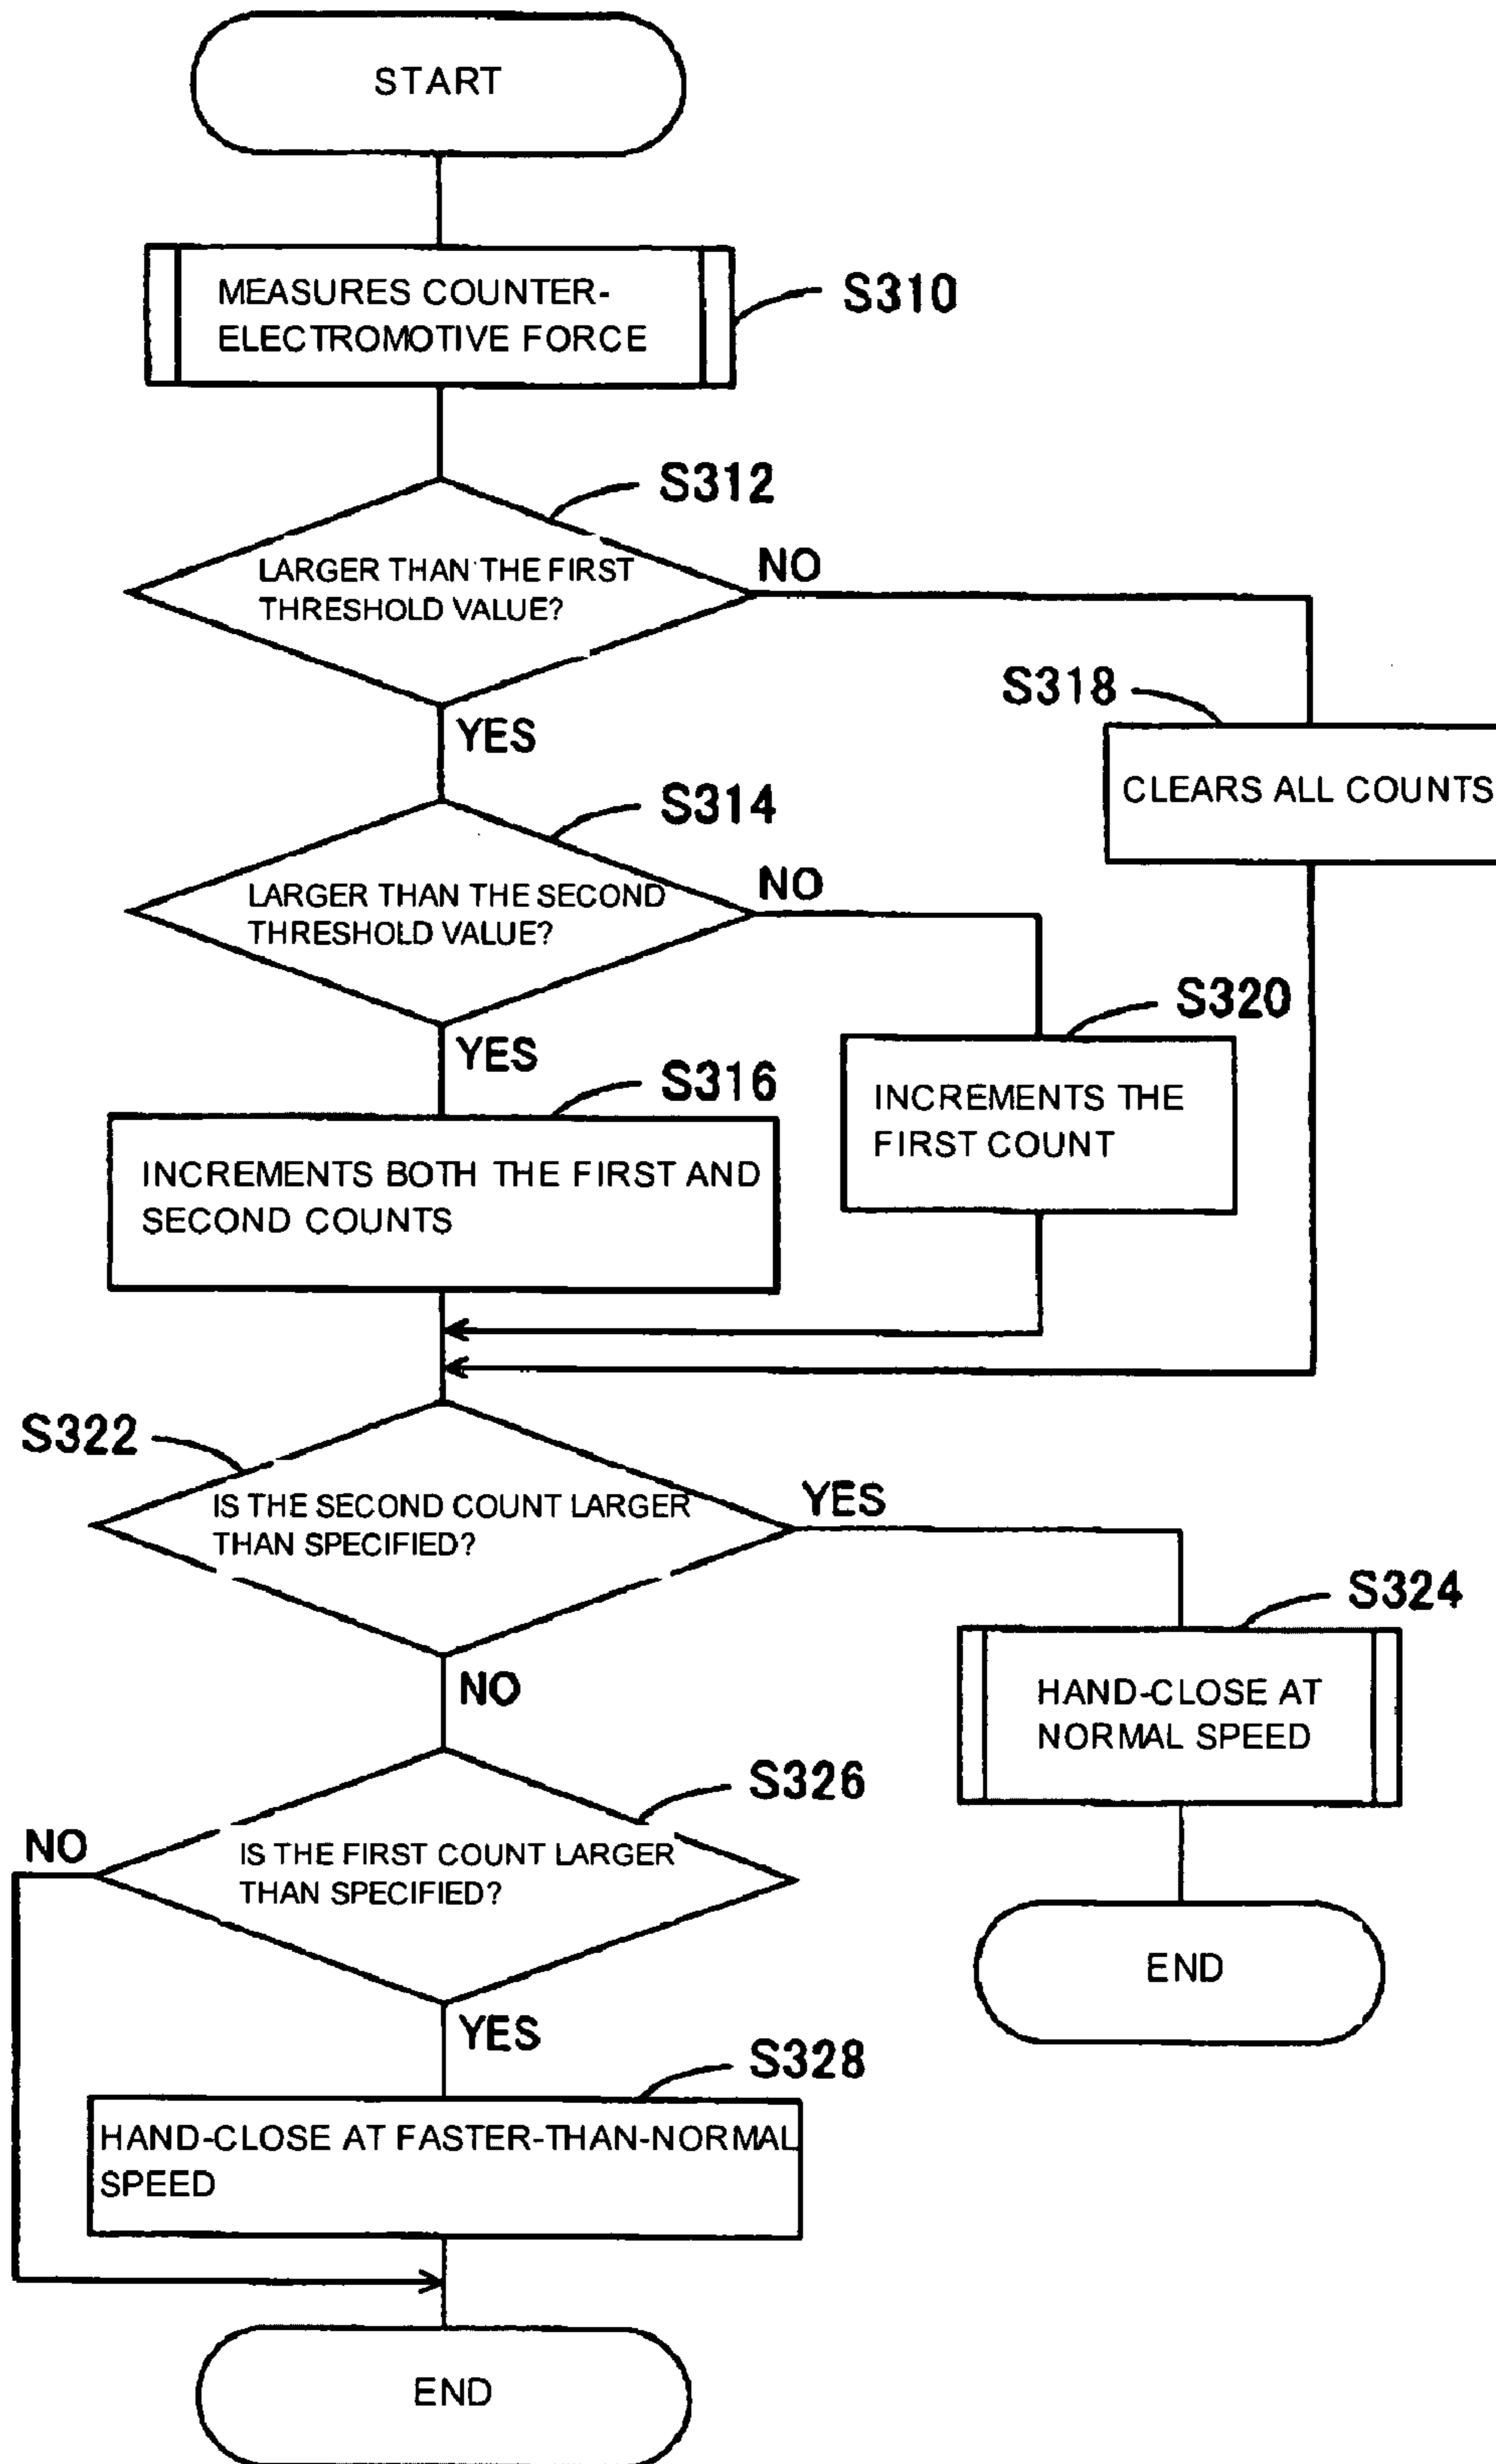 START
MEASURES COUNTER-
ELECTROMOTIVE FORCE
S310
S312
LARGER THAN THE FIRST
THRESHOLD VALUE?
NO
YES
S318
CLEARS ALL COUNTS
S314
LARGER THAN THE SECOND
THRESHOLD VALUE?
NO
YES
S320
INCREMENTS THE
FIRST COUNT
S316
INCREMENTS BOTH THE FIRST AND
SECOND COUNTS
S322
IS THE SECOND COUNT LARGER
THAN SPECIFIED?
YES
NO
S324
HAND-CLOSE AT
NORMAL SPEED
END
S326
IS THE FIRST COUNT LARGER
THAN SPECIFIED?
NO
YES
S328
HAND-CLOSE AT FASTER-THAN-NORMAL
SPEED
END